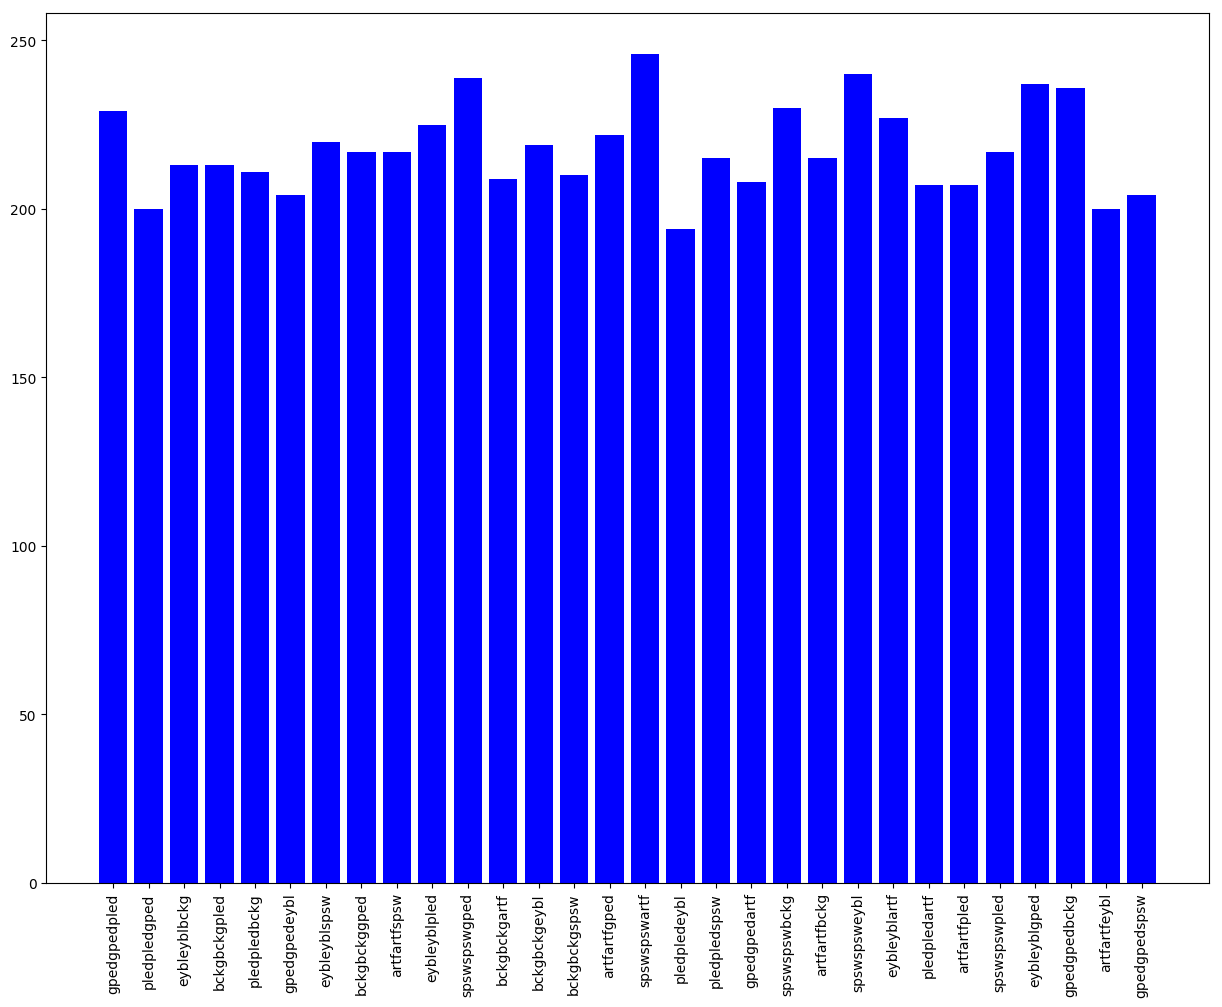 250
200
150
100
50
0
gpedgpedpled
pledpledgped
eybleyblbckg
bckgbckgpled
pledpledbckg
gpedgpedeybl
eybleyblspsw
bckgbckggped
artfartfspsw
eybleyblpled
spswspswgped
bckgbckgartf
bckgbckgeybl
bckgbckgspsw
artfartfgped
spswspswartf
pledpledeybl
pledpledspsw
gpedgpedartf
spswspswbckg
artfartfbckg
spswspsweybl
eybleyblartf
pledpledartf
artfartfpled
spswspswpled
eybleyblgped
gpedgpedbckg
artfartfeybl
gpedgpedspsw